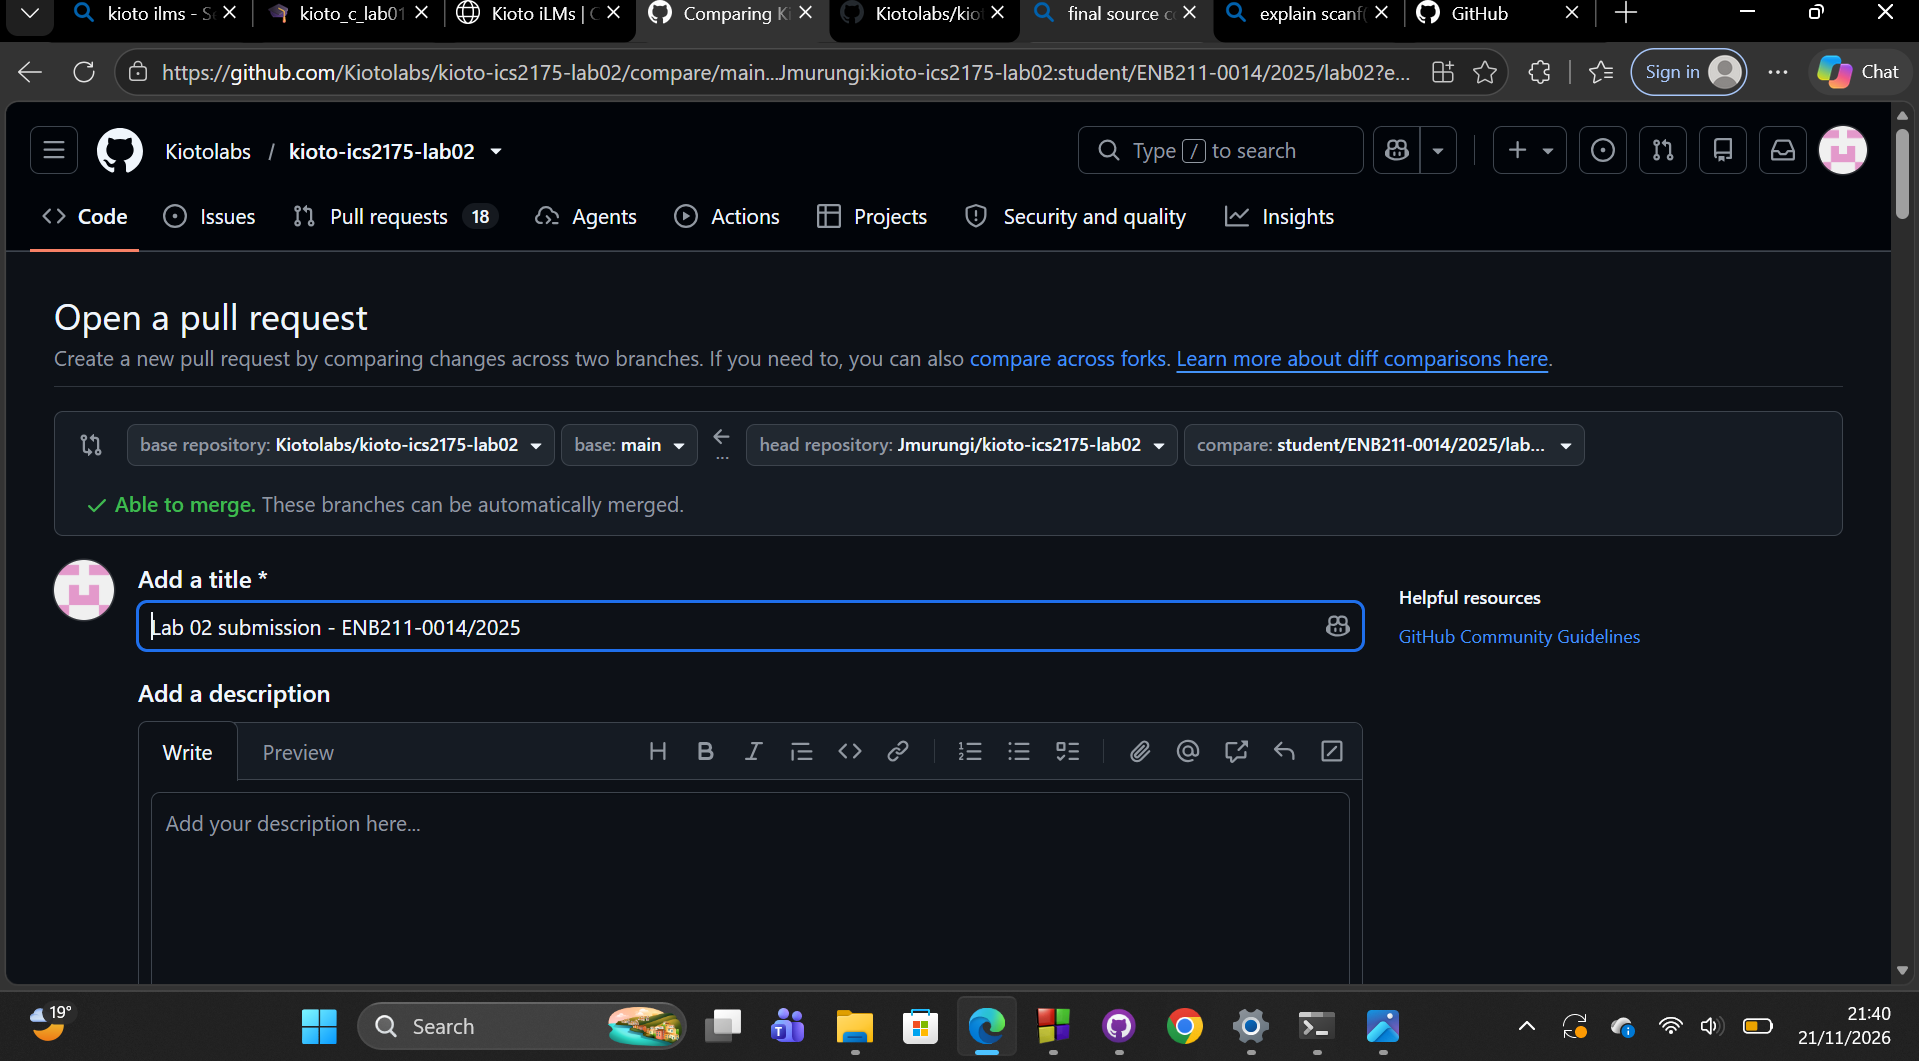 kioto ilms - S
kioto_c_lab01
Kioto iLMs | C
Comparing Ki
Kiotolabs/kio
final source c
explain scanf(
GitHub
https://github.com/Kiotolabs/kioto-ics2175-lab02/compare/main...Jmurungi:kioto-ics2175-lab02:student/ENB211-0014/2025/lab02?e...
Sign in
Chat
Kiotolabs / kioto-ics2175-lab02
Type / to search
Code
Issues
Pull requests 18
Agents
Actions
Projects
Security and quality
Insights
Open a pull request
Create a new pull request by comparing changes across two branches. If you need to, you can also compare across forks. Learn more about diff comparisons here.
base repository: Kiotolabs/kioto-ics2175-lab02
base: main
...
head repository: Jmurungi/kioto-ics2175-lab02
compare: student/ENB211-0014/2025/lab...
Able to merge. These branches can be automatically merged.
Add a title *
Lab 02 submission - ENB211-0014/2025
Helpful resources
GitHub Community Guidelines
Add a description
Write
Preview
Add your description here...
19°
Search
21:40
21/11/2026